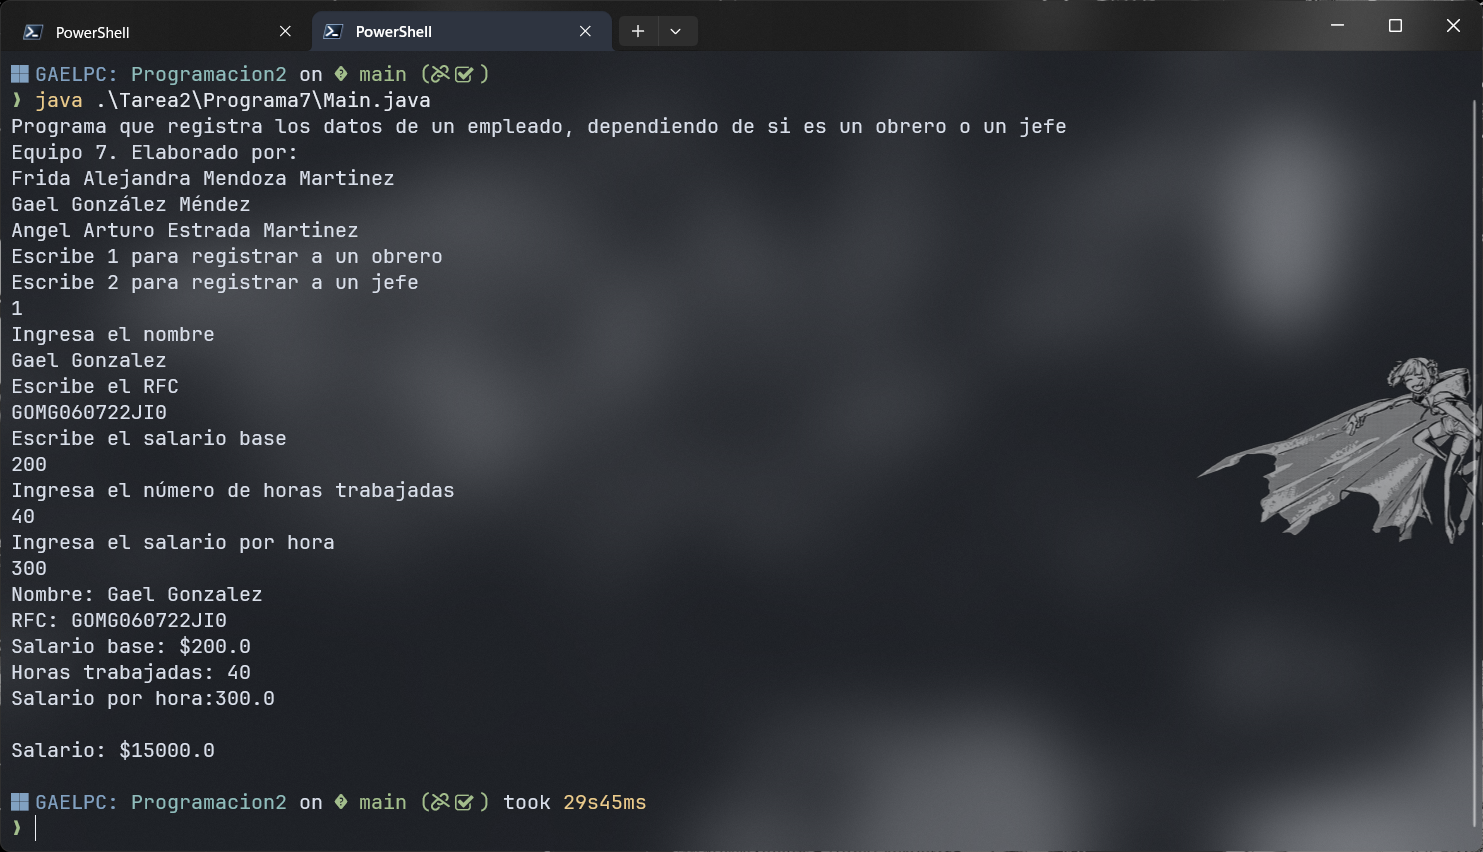 PowerShell
PowerShell
GAELPC: Programacion2 on main ( )
❯ java .\Tarea2\Programa7\Main.java
Programa que registra los datos de un empleado, dependiendo de si es un obrero o un jefe
Equipo 7. Elaborado por:
Frida Alejandra Mendoza Martinez
Gael González Méndez
Angel Arturo Estrada Martinez
Escribe 1 para registrar a un obrero
Escribe 2 para registrar a un jefe
1
Ingresa el nombre
Gael Gonzalez
Escribe el RFC
GOMG060722JI0
Escribe el salario base
200
Ingresa el número de horas trabajadas
40
Ingresa el salario por hora
300
Nombre: Gael Gonzalez
RFC: GOMG060722JI0
Salario base: $200.0
Horas trabajadas: 40
Salario por hora:300.0
Salario: $15000.0
GAELPC: Programacion2 on main ( ) took 29s45ms
❯